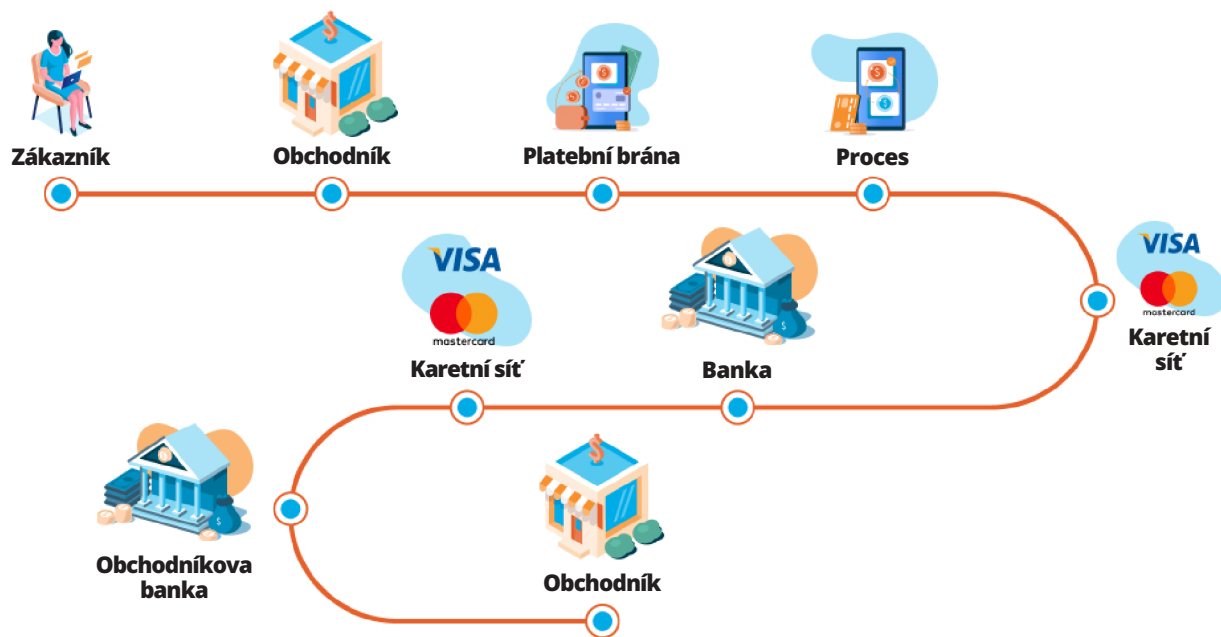 Zákazník
Obchodník
Platební brána
Proces
VISA
mastercard
Karetní
síť
VISA
mastercard
Karetní síť
Banka
Obchodníkova
banka
Obchodník